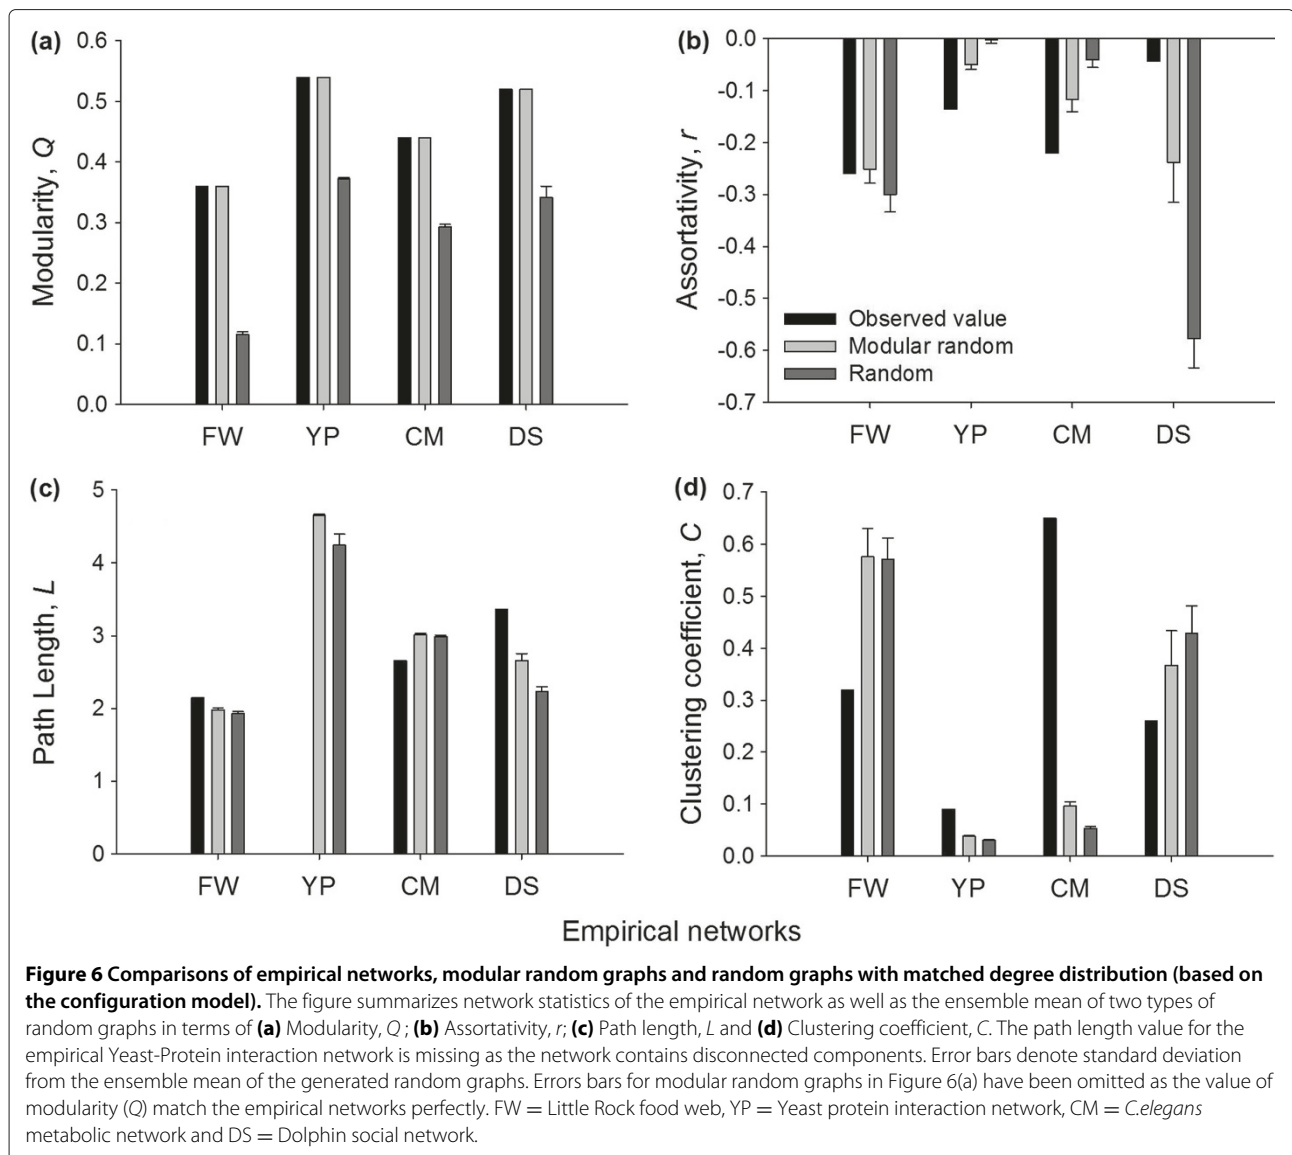 (a)
0.6
0.5
0.4
0.3
0.2
0.1
0.0
Modularity, Q
FW YP CM DS
(b)
0.0
-0.1
-0.2
-0.3
-0.4
-0.5
-0.6
-0.7
Assortativity, r
Observed value
Modular random
Random
FW YP CM DS
(c)
5
4
3
2
1
0
Path Length, L
FW YP CM DS
(d)
0.7
0.6
0.5
0.4
0.3
0.2
0.1
0.0
Clustering coefficient, C
FW YP CM DS
Empirical networks
Figure 6 Comparisons of empirical networks, modular random graphs and random graphs with matched degree distribution (based on
the configuration model). The figure summarizes network statistics of the empirical network as well as the ensemble mean of two types of
random graphs in terms of (a) Modularity, Q ; (b) Assortativity, r; (c) Path length, L and (d) Clustering coefficient, C. The path length value for the
empirical Yeast-Protein interaction network is missing as the network contains disconnected components. Error bars denote standard deviation
from the ensemble mean of the generated random graphs. Errors bars for modular random graphs in Figure 6(a) have been omitted as the value of
modularity (Q) match the empirical networks perfectly. FW = Little Rock food web, YP = Yeast protein interaction network, CM = C.elegans
metabolic network and DS = Dolphin social network.